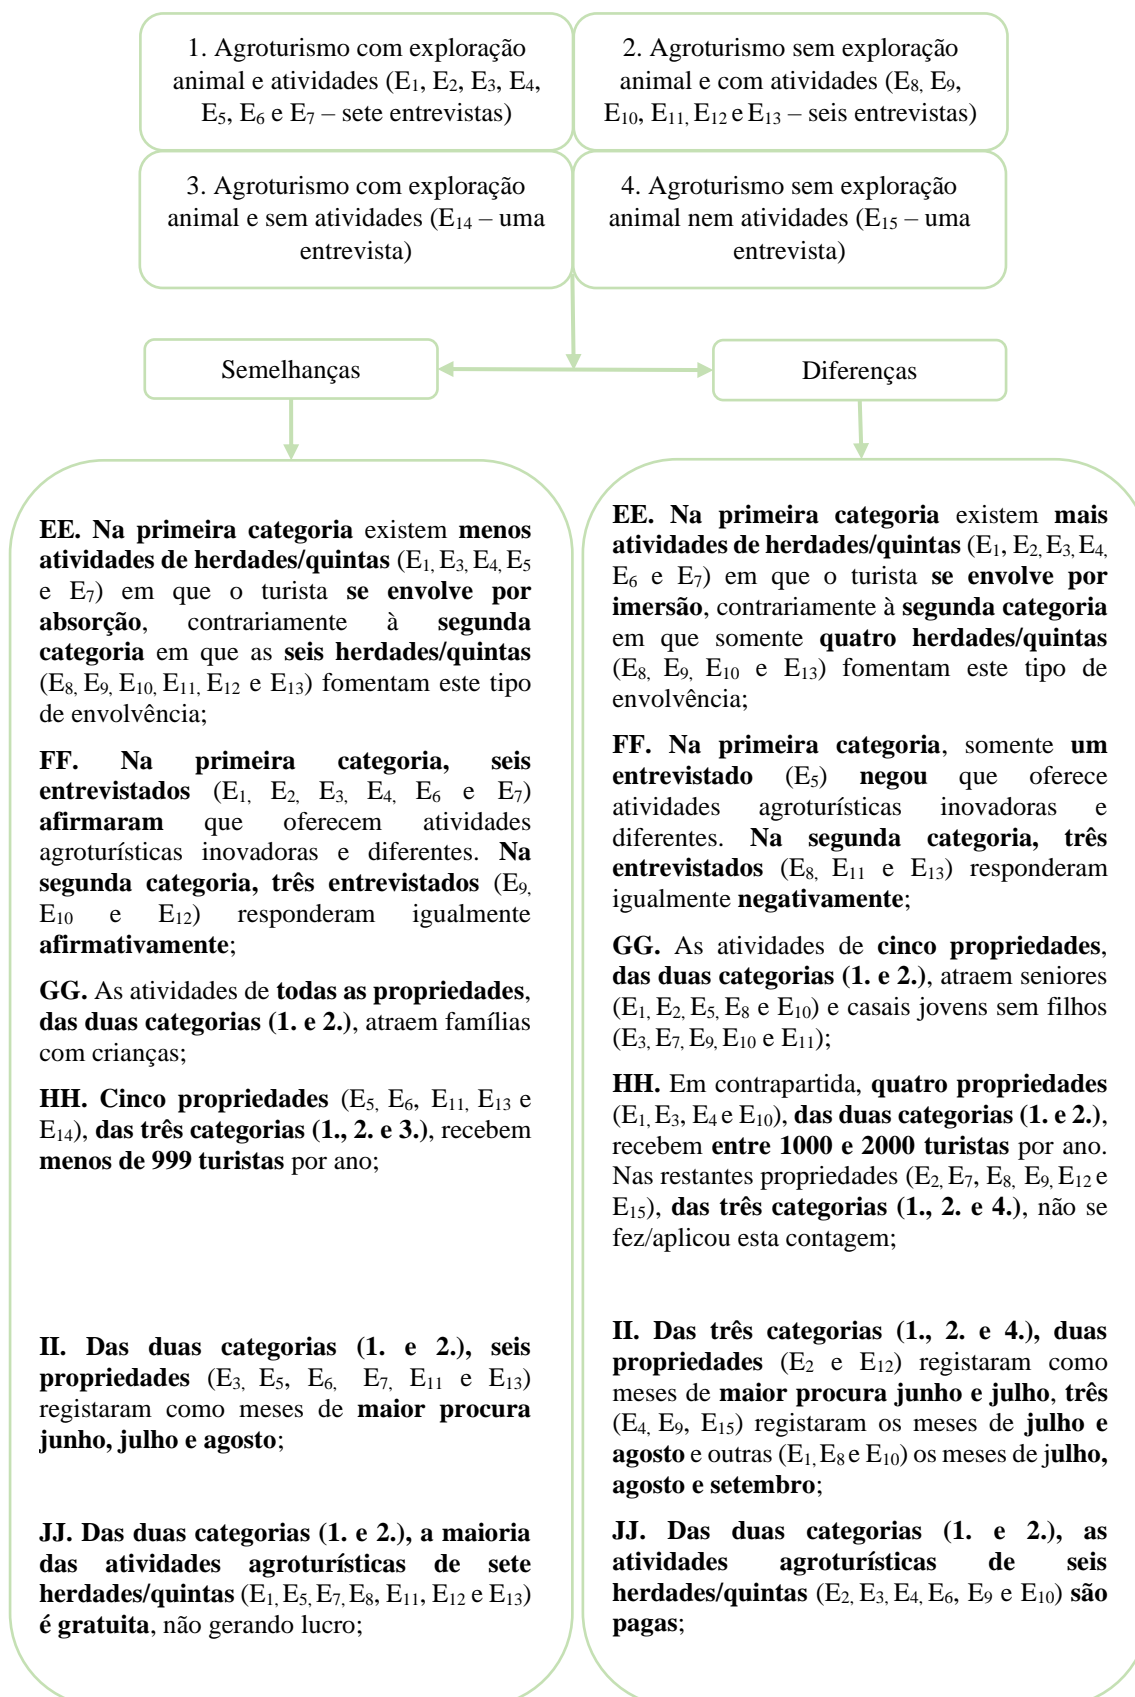 1. Agroturismo com exploração
animal e atividades (E1, E2, E3, E4,
E5, E6 e E7 – sete entrevistas)
2. Agroturismo sem exploração
animal e com atividades (E8, E9,
E10, E11, E12 e E13 – seis entrevistas)
3. Agroturismo com exploração
animal e sem atividades (E14 – uma
entrevista)
4. Agroturismo sem exploração
animal nem atividades (E15 – uma
entrevista)
Semelhanças
Diferenças
EE. Na primeira categoria existem menos
atividades de herdades/quintas (E1, E3, E4, E5
e E7) em que o turista se envolve por
absorção, contrariamente à segunda
categoria em que as seis herdades/quintas
(E8, E9, E10, E11, E12 e E13) fomentam este tipo
de envolvência;
FF. Na primeira categoria, seis
entrevistados (E1, E2, E3, E4, E6 e E7)
afirmaram que oferecem atividades
agroturísticas inovadoras e diferentes. Na
segunda categoria, três entrevistados (E9,
E10 e E12) responderam igualmente
afirmativamente;
GG. As atividades de todas as propriedades,
das duas categorias (1. e 2.), atraem famílias
com crianças;
HH. Cinco propriedades (E5, E6, E11, E13 e
E14), das três categorias (1., 2. e 3.), recebem
menos de 999 turistas por ano;
II. Das duas categorias (1. e 2.), seis
propriedades (E3, E5, E6, E7, E11 e E13)
registaram como meses de maior procura
junho, julho e agosto;
JJ. Das duas categorias (1. e 2.), a maioria
das atividades agroturísticas de sete
herdades/quintas (E1, E5, E7, E8, E11, E12 e E13)
é gratuita, não gerando lucro;
EE. Na primeira categoria existem mais
atividades de herdades/quintas (E1, E2, E3, E4,
E6 e E7) em que o turista se envolve por
imersão, contrariamente à segunda categoria
em que somente quatro herdades/quintas
(E8, E9, E10 e E13) fomentam este tipo de
envolvência;
FF. Na primeira categoria, somente um
entrevistado (E5) negou que oferece
atividades agroturísticas inovadoras e
diferentes. Na segunda categoria, três
entrevistados (E8, E11 e E13) responderam
igualmente negativamente;
GG. As atividades de cinco propriedades,
das duas categorias (1. e 2.), atraem seniores
(E1, E2, E5, E8 e E10) e casais jovens sem filhos
(E3, E7, E9, E10 e E11);
HH. Em contrapartida, quatro propriedades
(E1, E3, E4 e E10), das duas categorias (1. e 2.),
recebem entre 1000 e 2000 turistas por ano.
Nas restantes propriedades (E2, E7, E8, E9, E12 e
E15), das três categorias (1., 2. e 4.), não se
fez/aplicou esta contagem;
II. Das três categorias (1., 2. e 4.), duas
propriedades (E2 e E12) registaram como
meses de maior procura junho e julho, três
(E4, E9, E15) registaram os meses de julho e
agosto e outras (E1, E8 e E10) os meses de julho,
agosto e setembro;
JJ. Das duas categorias (1. e 2.), as
atividades agroturísticas de seis
herdades/quintas (E2, E3, E4, E6, E9 e E10) são
pagas;